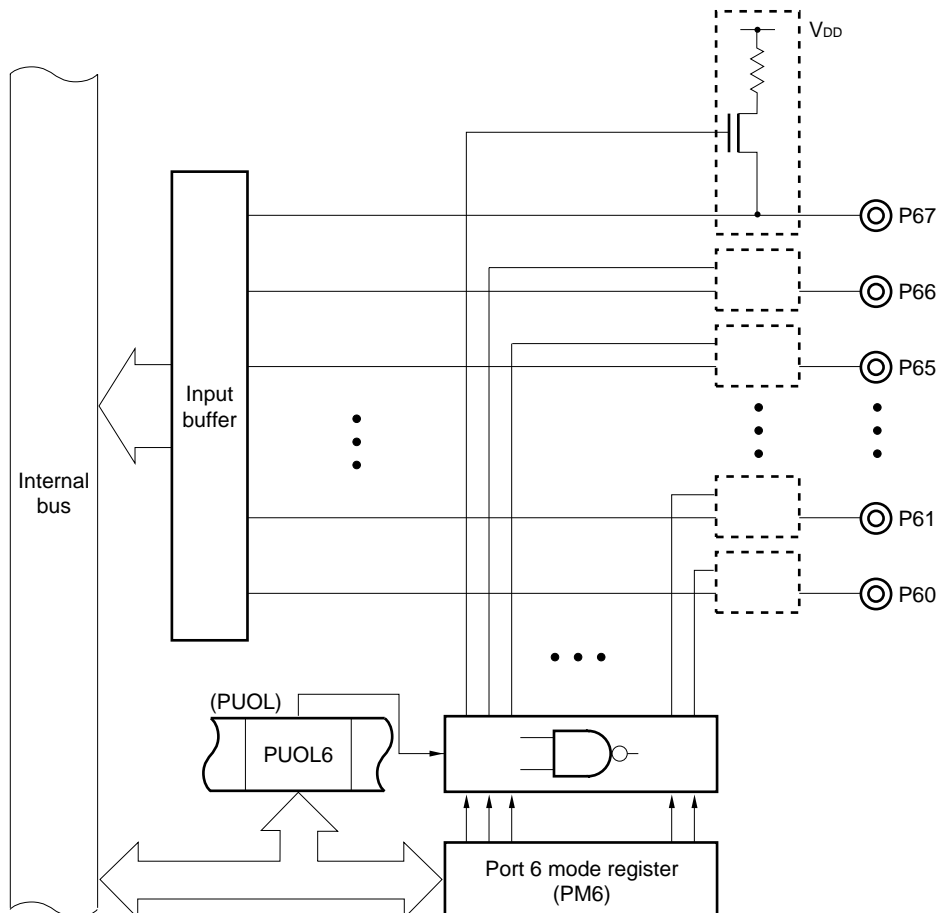 VDD
P67
P66
P65
Input
buffer
Internal
bus
P61
P60
(PUOL)
PUOL6
Port 6 mode register
(PM6)